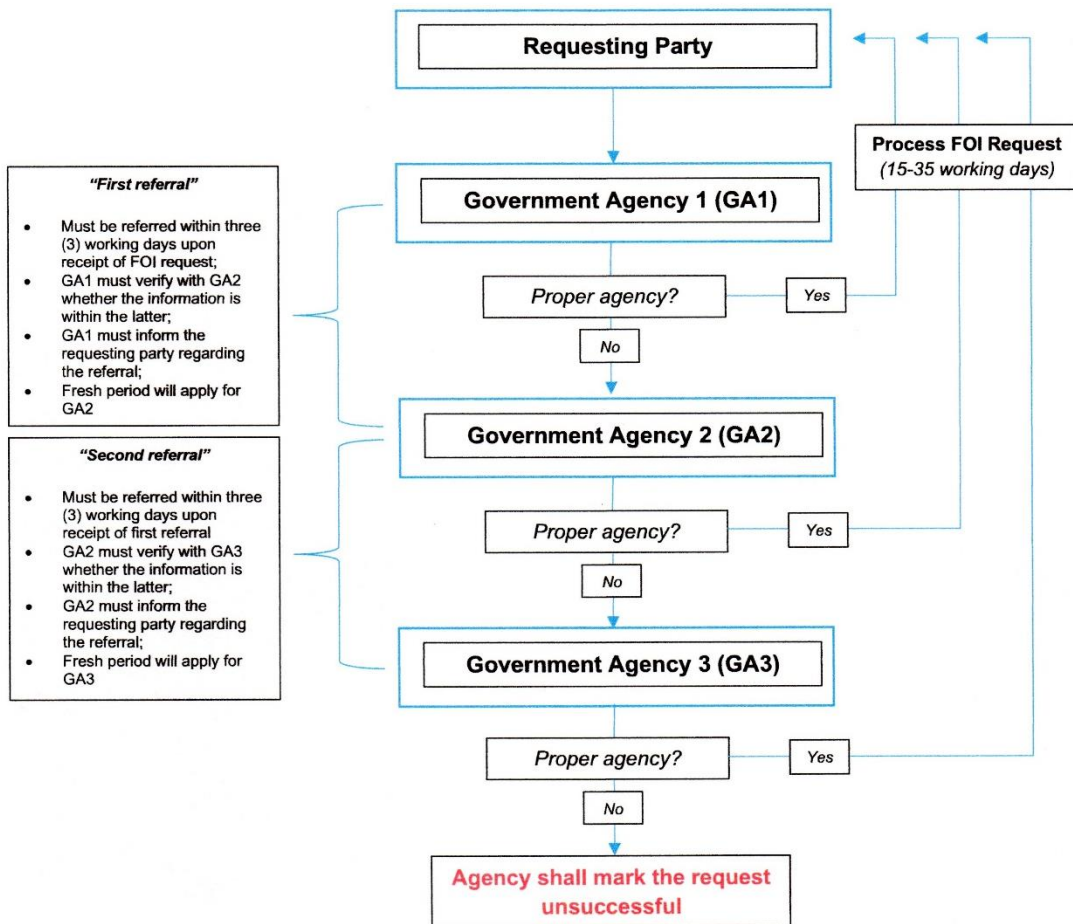 Requesting Party
Process FOI Request
(15-35 working days)
"First referral"
• Must be referred within three
(3) working days upon
receipt of FOI request;
• GA1 must verify with GA2
whether the information is
within the latter;
• GA1 must inform the
requesting party regarding
the referral;
• Fresh period will apply for
GA2
Government Agency 1 (GA1)
Proper agency?
Yes
No
Government Agency 2 (GA2)
"Second referral"
• Must be referred within three
(3) working days upon
receipt of first referral
• GA2 must verify with GA3
whether the information is
within the latter;
• GA2 must inform the
requesting party regarding
the referral;
• Fresh period will apply for
GA3
Proper agency?
Yes
No
Government Agency 3 (GA3)
Proper agency?
Yes
No
Agency shall mark the request
unsuccessful